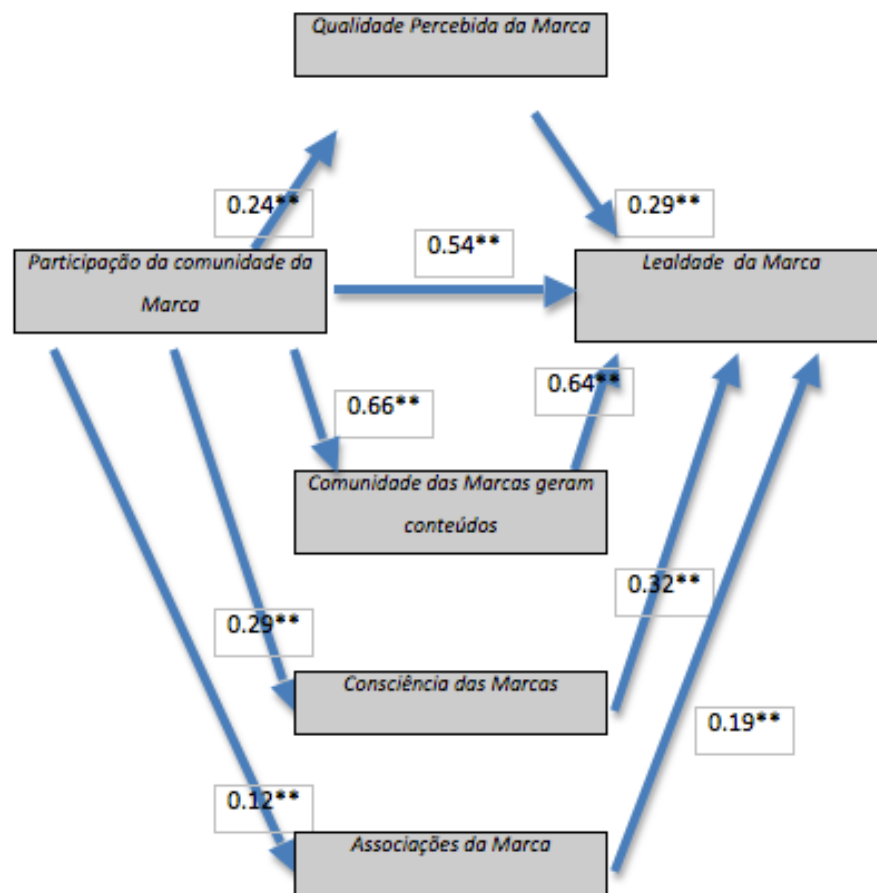 Qualidade Percebida da Marca
0.24**
0.29**
0.54**
Participação da comunidade da
Marca
Lealdade da Marca
0.66**
0.64**
Comunidade das Marcas geram
conteúdos
0.29**
0.32**
Consciência das Marcas
0.19**
0.12**
Associações da Marca